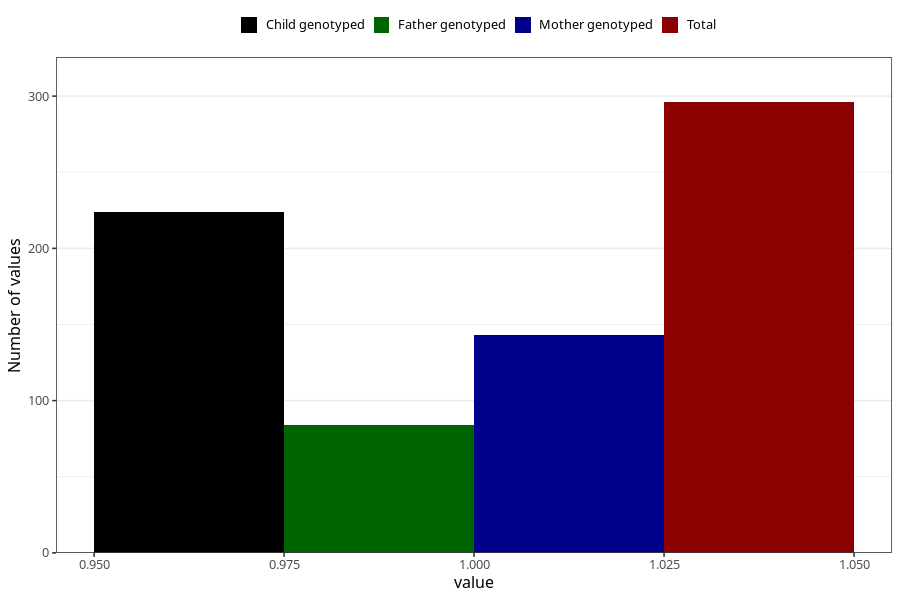 Child genotyped Father genotyped Mother genotyped Total
Number of values
300
200
100
0
0.950 0.975 1.000 1.025 1.050
value